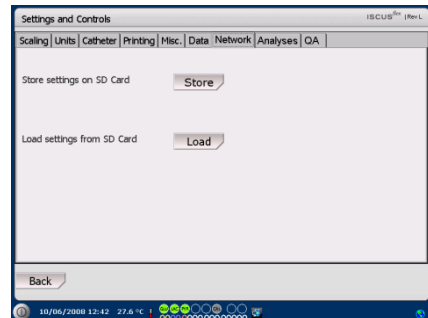 Settings and Controls ISCUSflex | Rev L
Scaling Units Catheter Printing Misc. Data Network Analyses QA
Store settings on SD Card Store
Load settings from SD Card Load
Back
10/06/2008 12:42 27.6 °C